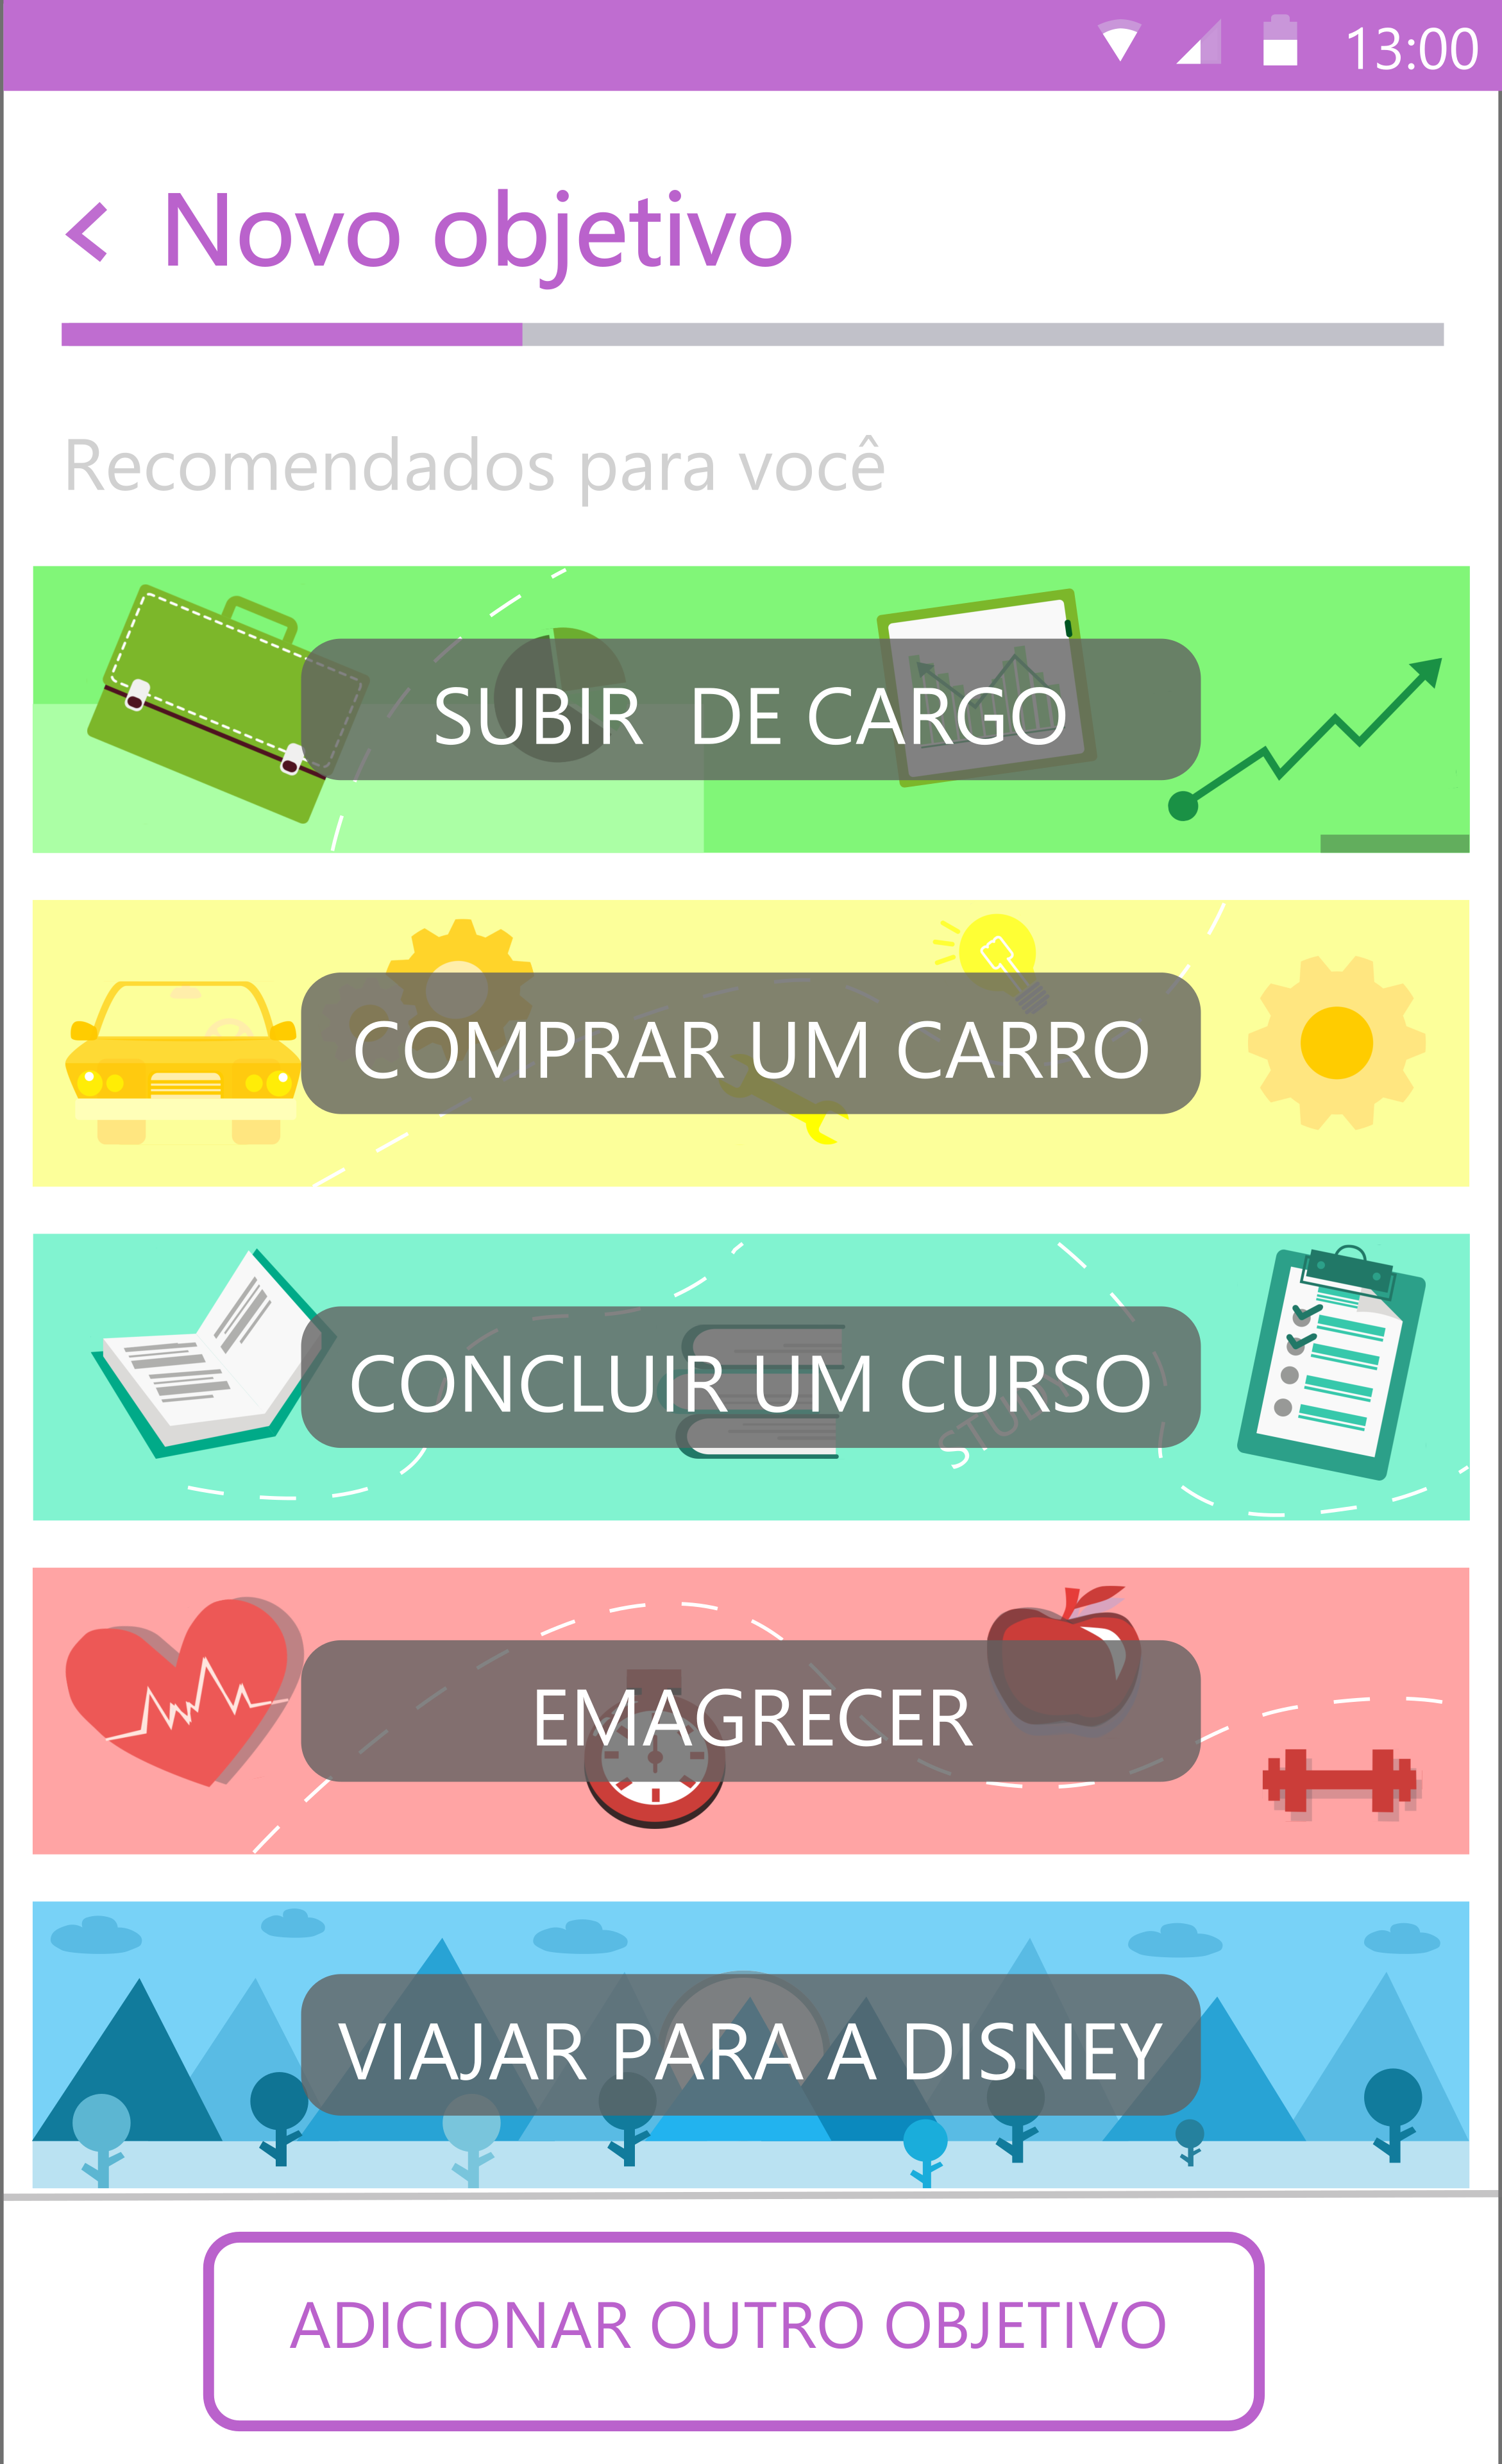 13:00
Novo objetivo
Recomendados para você
SUBIR DE CARGO
COMPRAR UM CARRO
CONCLUIR UM CURSO
STUDY
EMAGRECER
VIAJAR PARA A DISNEY
ADICIONAR OUTRO OBJETIVO